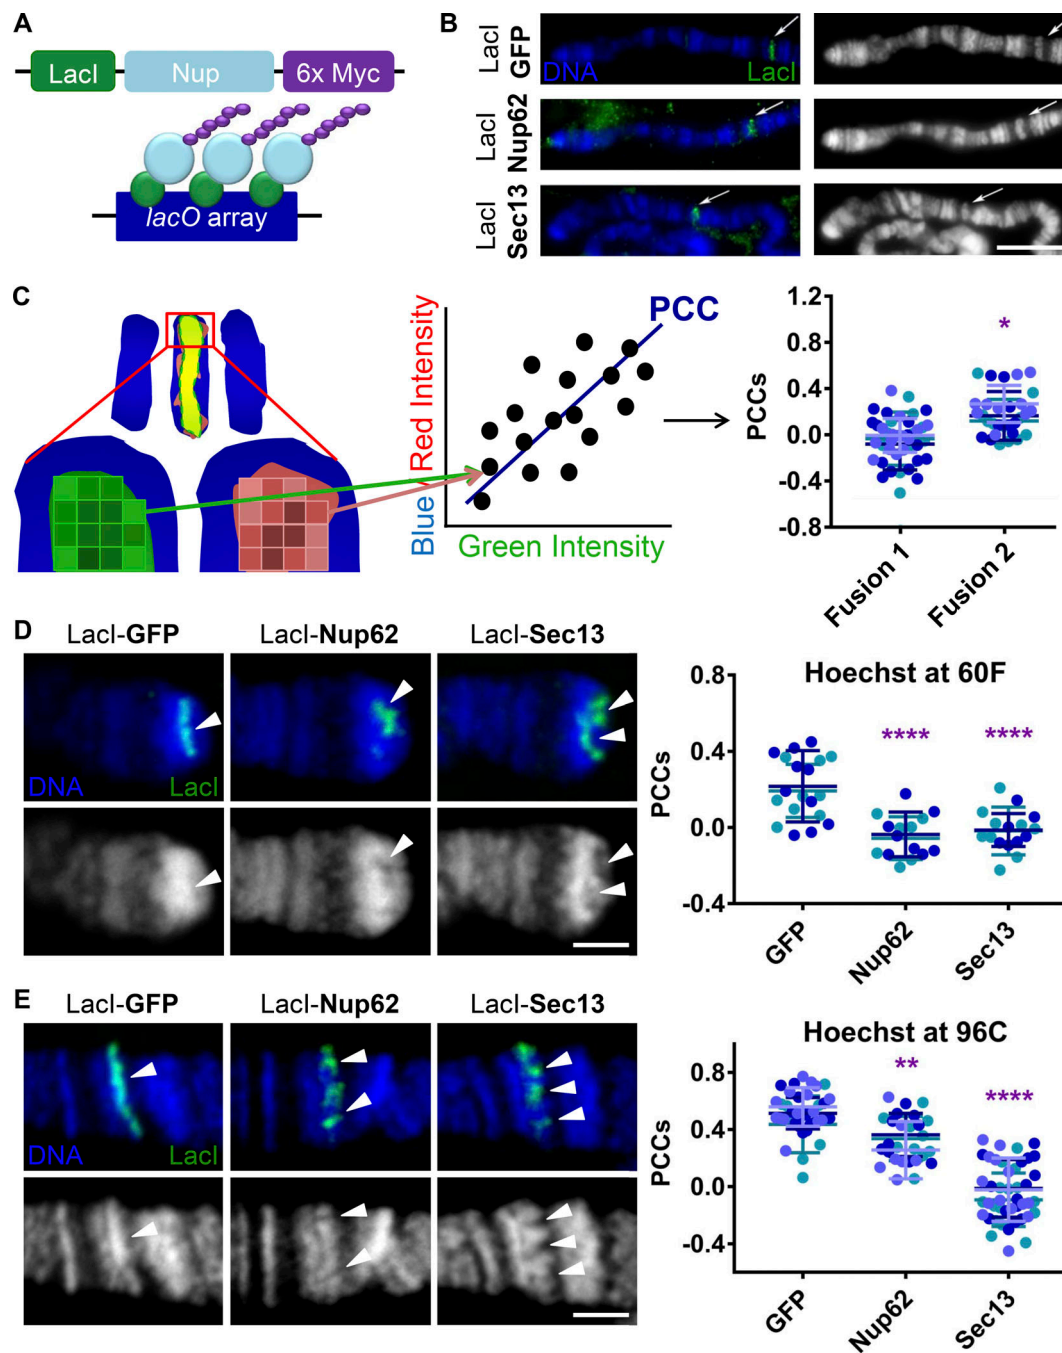 A
LacI Nup 6x Myc
lacO array
B
LacI GFP
DNA LacI
LacI Nup62
LacI Sec13
C
Blue / Red Intensity
Green Intensity
PCC
PCCs
1.2
0.8
0.4
0.0
-0.4
-0.8
*
Fusion 1
Fusion 2
D
LacI-GFP LacI-Nup62 LacI-Sec13
DNA LacI
Hoechst at 60F
PCCs
0.8
0.4
0.0
-0.4
**** ****
GFP
Nup62
Sec13
E
LacI-GFP LacI-Nup62 LacI-Sec13
DNA LacI
Hoechst at 96C
PCCs
0.8
0.4
0.0
-0.4
** ****
GFP
Nup62
Sec13